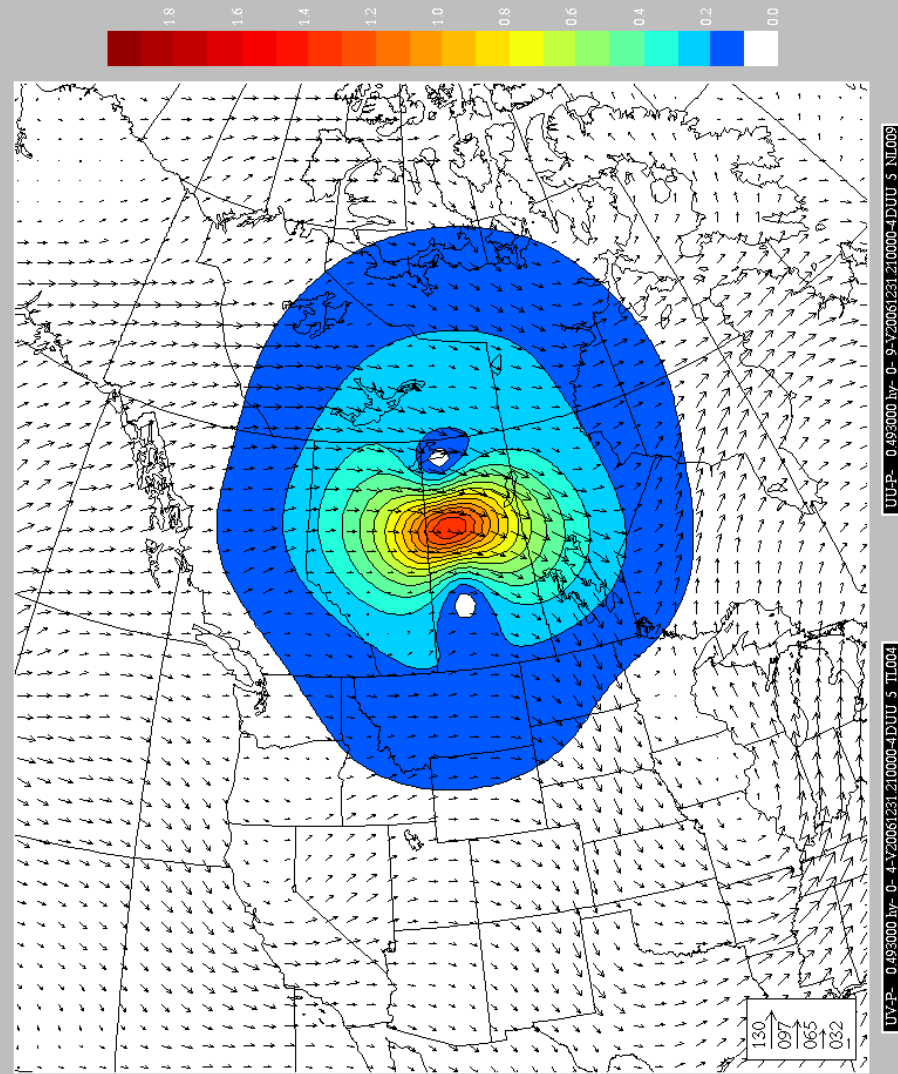 1.8 1.6 1.4 1.2 1.0 0.8 0.6 0.4 0.2 0.0
130
097
065
032
UV-P- 0.493000 hy- 0- 4-V20061231.210000-4DUU 5 TL004
UU-P- 0.493000 hy- 0- 9-V20061231.210000-4DUU 5 NL009